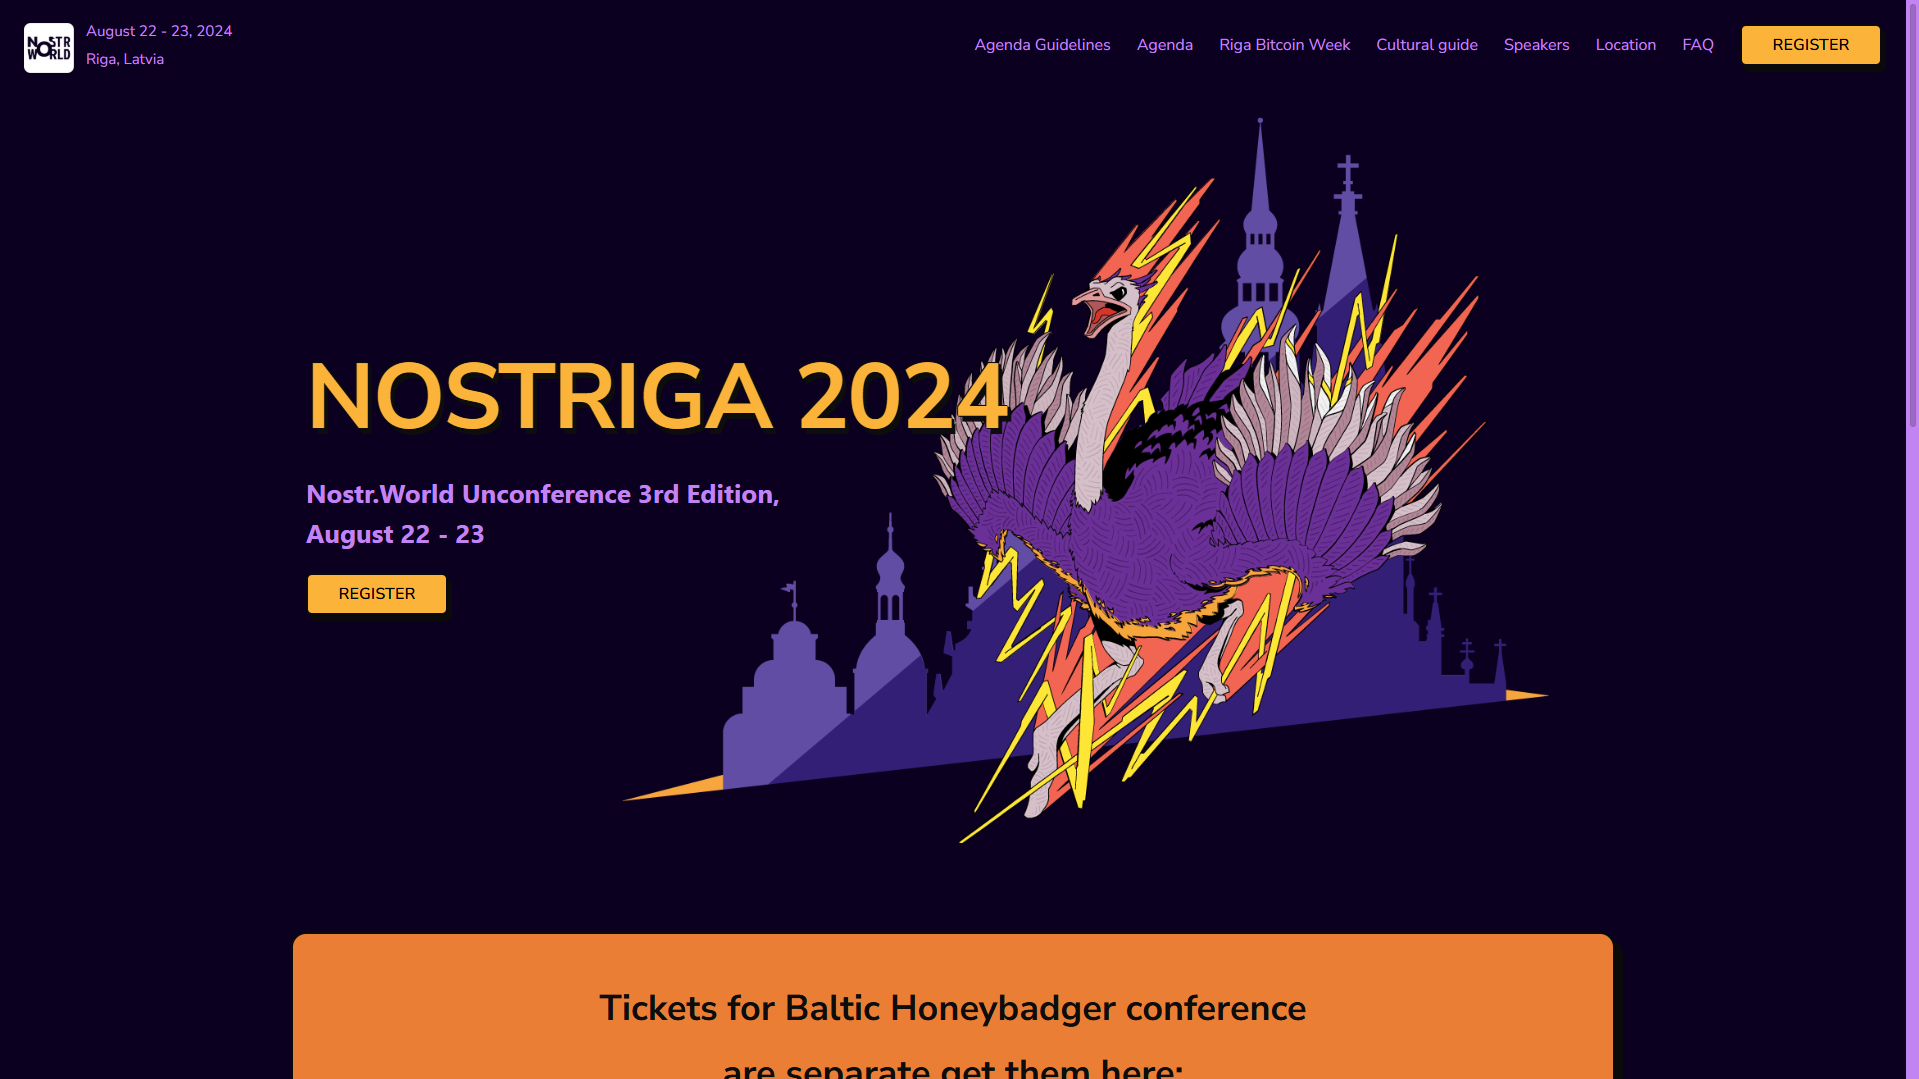 NOSTR
WORLD
August 22 - 23, 2024
Riga, Latvia
Agenda Guidelines
Agenda
Riga Bitcoin Week
Cultural guide
Speakers
Location
FAQ
REGISTER
NOSTRIGA 2024
Nostr.World Unconference 3rd Edition,
August 22 - 23
REGISTER
Tickets for Baltic Honeybadger conference
are separate get them here: